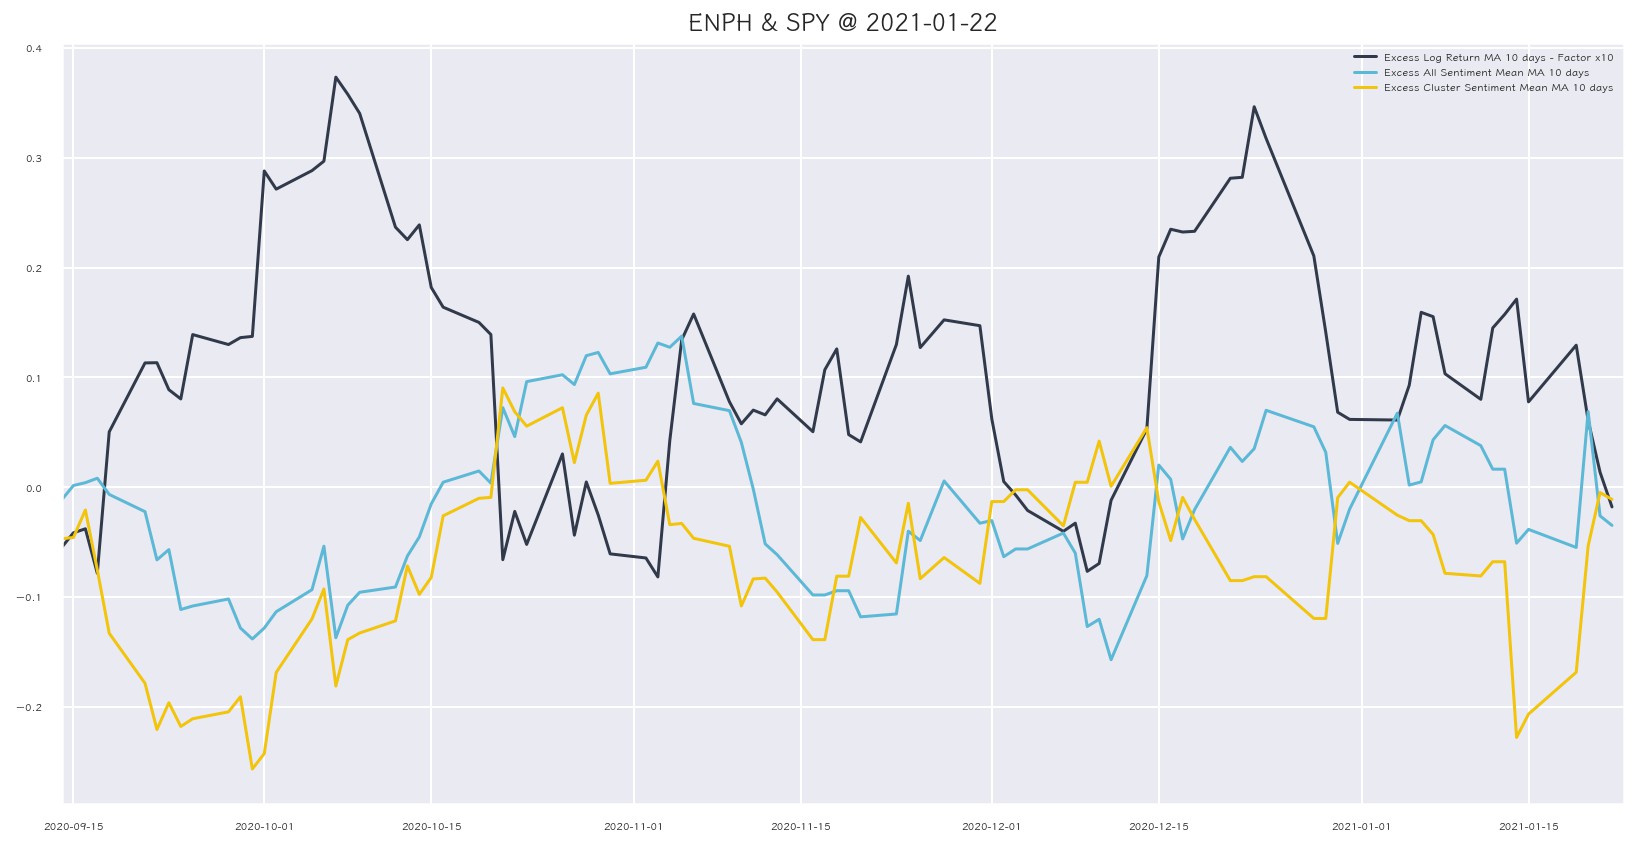 ENPH & SPY @ 2021-01-22
Excess Log Return MA 10 days - Factor x10
Excess All Sentiment Mean MA 10 days
Excess Cluster Sentiment Mean MA 10 days
0.4
0.3
0.2
0.1
0.0
−0.1
−0.2
2020-09-15 2020-10-01 2020-10-15 2020-11-01 2020-11-15 2020-12-01 2020-12-15 2021-01-01 2021-01-15